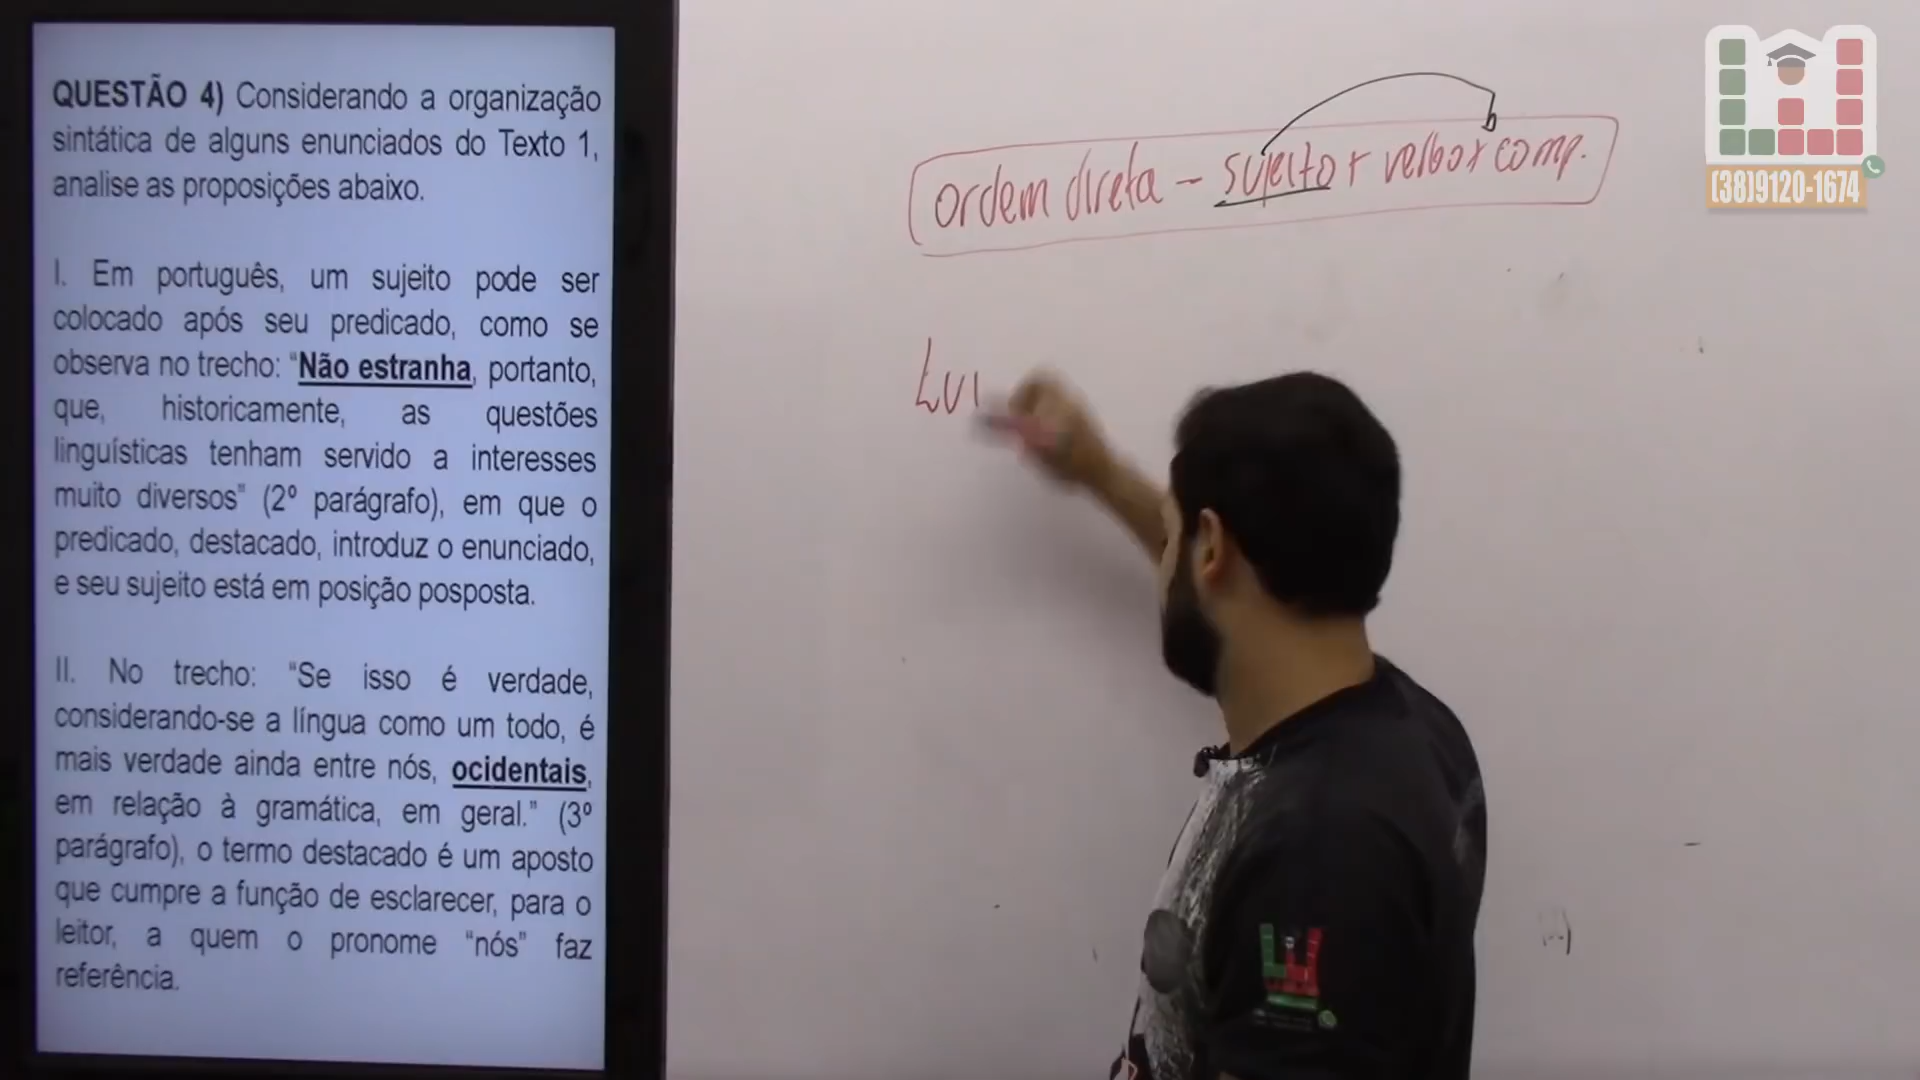 QUESTÃO 4) Considerando a organização
sintática de alguns enunciados do Texto 1,
analise as proposições abaixo.
I. Em português, um sujeito pode ser
colocado após seu predicado, como se
observa no trecho: “Não estranha, portanto,
que, historicamente, as questões
linguísticas tenham servido a interesses
muito diversos” (2º parágrafo), em que o
predicado, destacado, introduz o enunciado,
e seu sujeito está em posição posposta.
II. No trecho: “Se isso é verdade,
considerando-se a língua como um todo, é
mais verdade ainda entre nós, ocidentais,
em relação à gramática, em geral.” (3º
parágrafo), o termo destacado é um aposto
que cumpre a função de esclarecer, para o
leitor, a quem o pronome “nós” faz
referência.
ordem direta - sujeito + verbo + comp.
Lui
(38)9120-1674